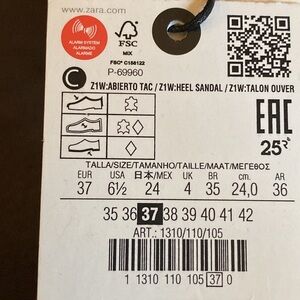 www.zara.com
ALARM SYSTEM
ALARMADO
ALARME
FSC
MIX
FSC® C158122
P-69960
C
Z1W:ABIERTO TAC / Z1W:HEEL SANDAL / Z1W:TALON OUVER
EAC
25
TALLA/SIZE/TAMANHO/TAILLE/MAAT/ΜΕΓΕΘΟΣ
EUR USA 日本/MEX UK BR cm. AR
37 6½ 24 4 35 24,0 36
35 36 37 38 39 40 41 42
ART.: 1310/110/105
1 1310 110 105 37 0